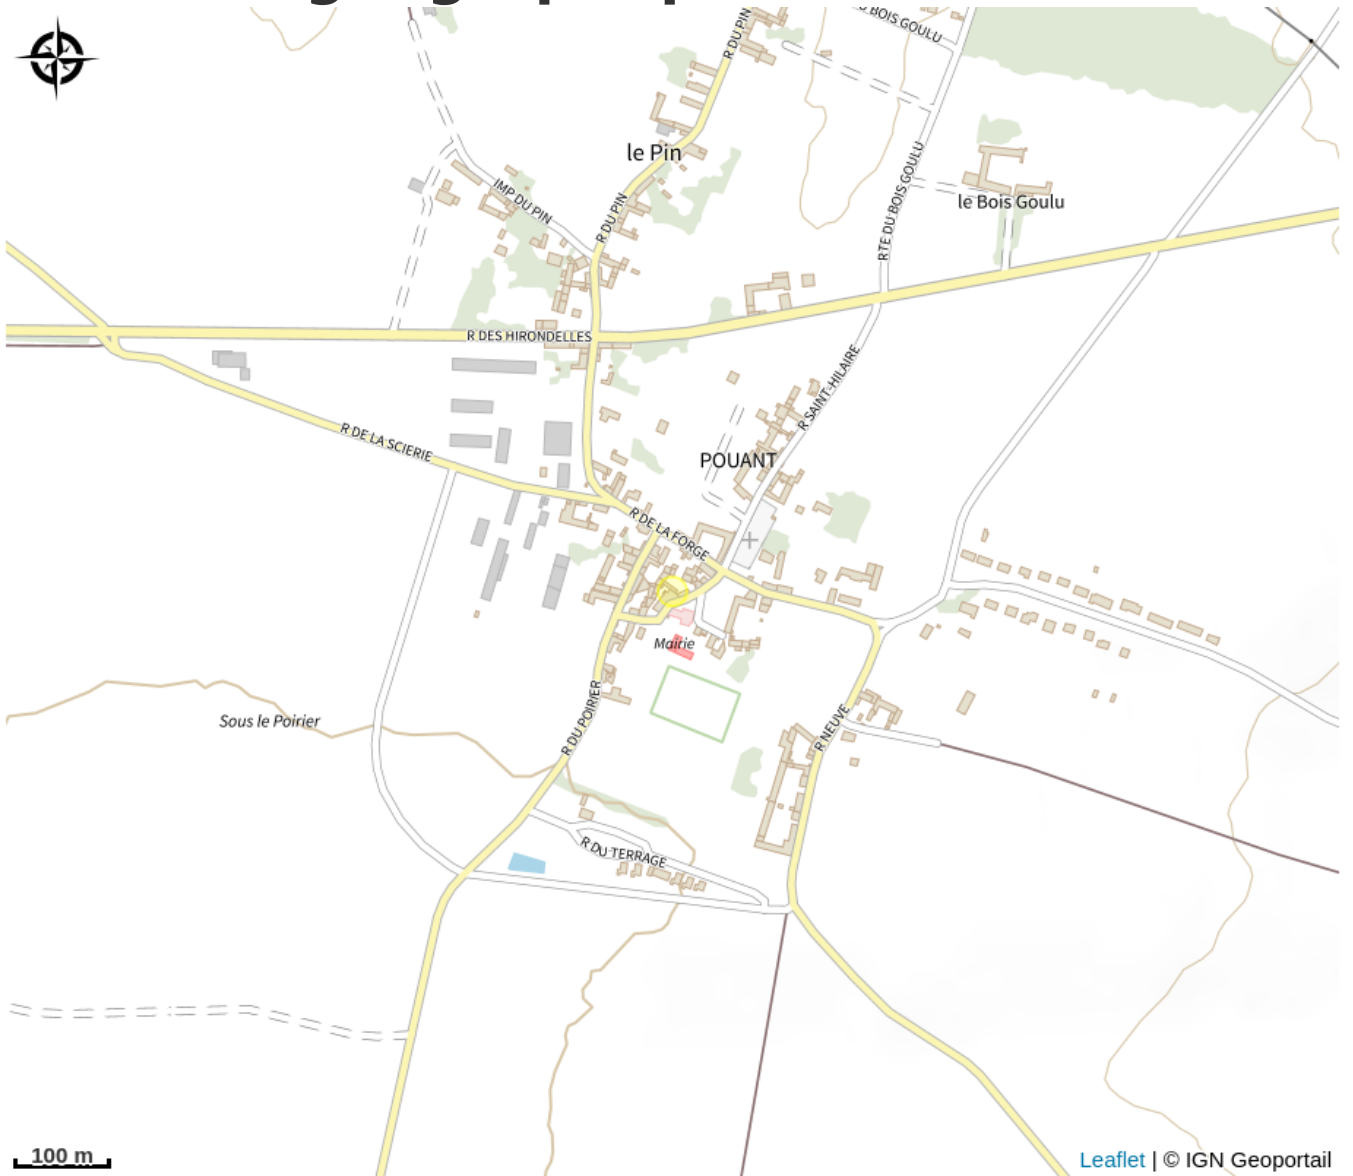 R DU PIN
BOIS GOULU
le Pin
IMP DU PIN
R DU PIN
RTE DU BOIS GOULU
le Bois Goulu
R DES HIRONDELLES
R SAINT-HILAIRE
R DE LA SCIERIE
POUANT
R DE LA FORGE
Mairie
Sous le Poirier
R DU POIRIER
R NEUVE
R DU TERRAGE
100 m
Leaflet | © IGN Geoportail